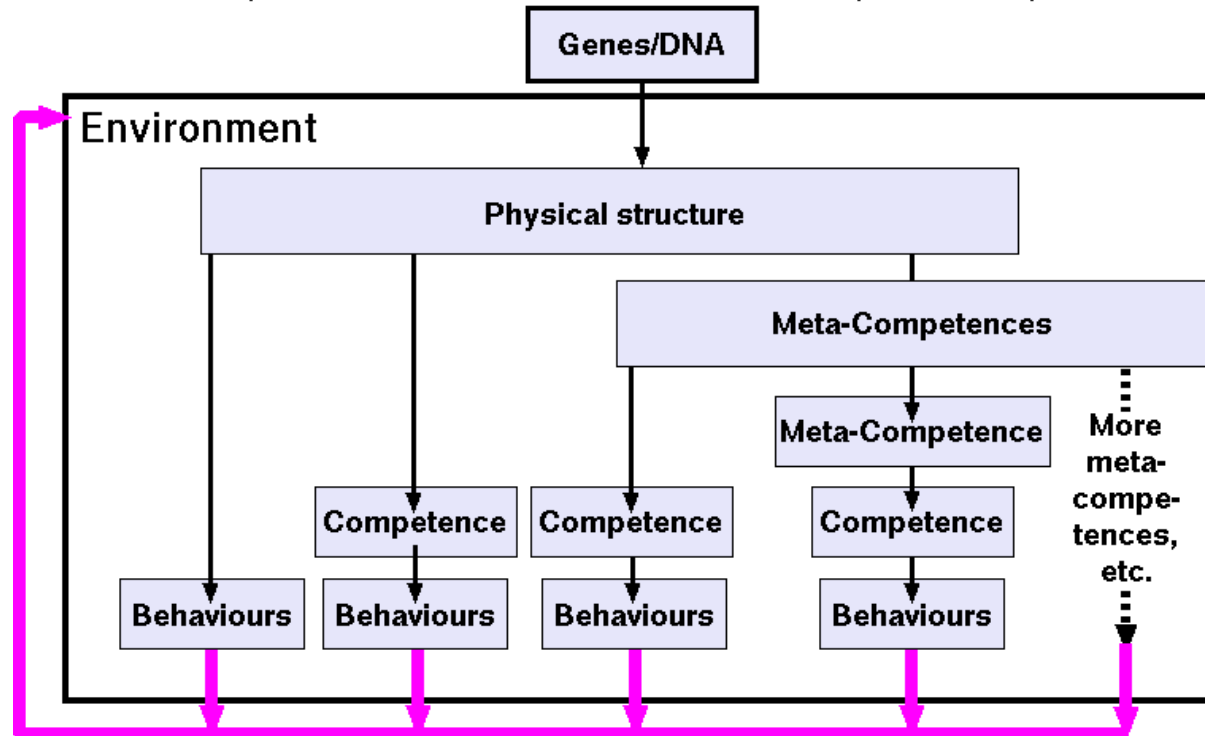 Genes/DNA
Environment
Physical structure
Meta-Competences
Meta-Competence
More
meta-
compe-
tences,
etc.
Competence
Competence
Competence
Behaviours
Behaviours
Behaviours
Behaviours